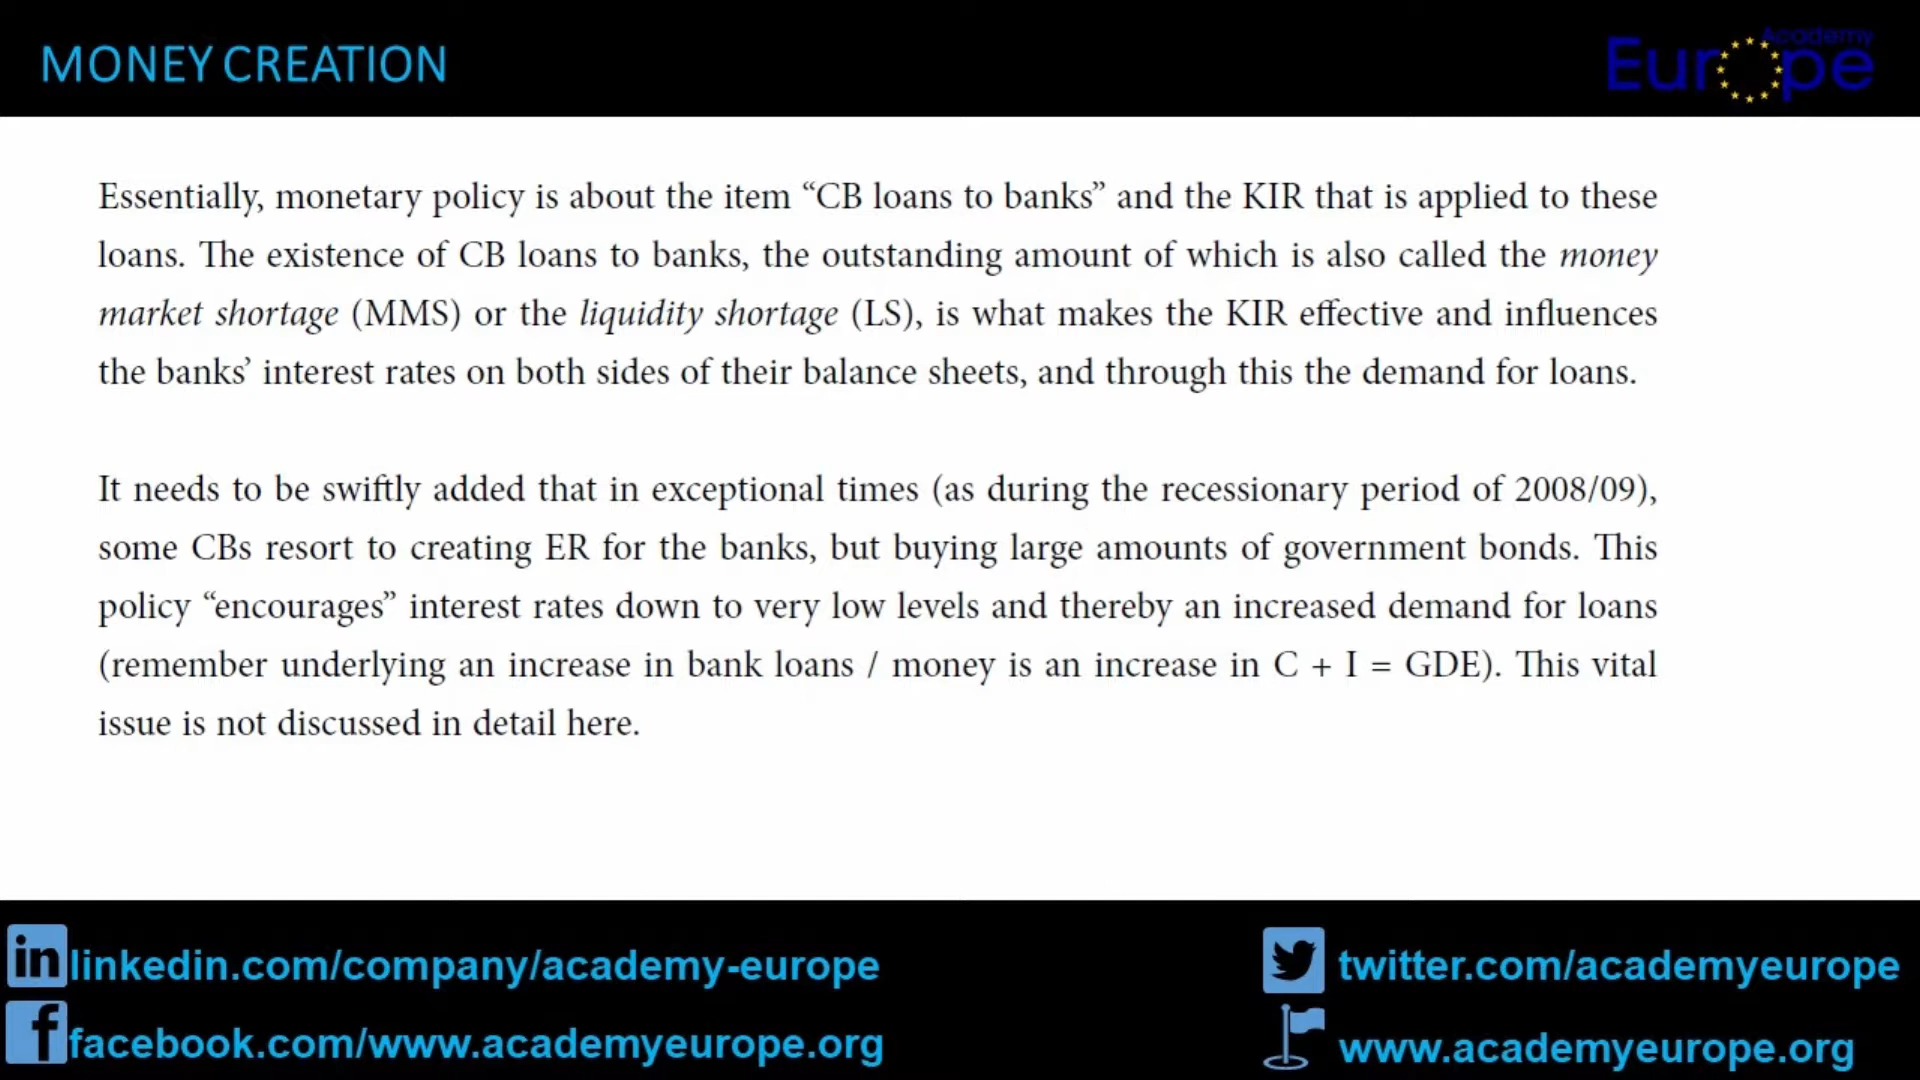 MONEY CREATION
Academy
Europe
Essentially, monetary policy is about the item “CB loans to banks” and the KIR that is applied to these
loans. The existence of CB loans to banks, the outstanding amount of which is also called the money
market shortage (MMS) or the liquidity shortage (LS), is what makes the KIR effective and influences
the banks’ interest rates on both sides of their balance sheets, and through this the demand for loans.
It needs to be swiftly added that in exceptional times (as during the recessionary period of 2008/09),
some CBs resort to creating ER for the banks, but buying large amounts of government bonds. This
policy “encourages” interest rates down to very low levels and thereby an increased demand for loans
(remember underlying an increase in bank loans / money is an increase in C + I = GDE). This vital
issue is not discussed in detail here.
in linkedin.com/company/academy-europe
twitter.com/academyeurope
f facebook.com/www.academyeurope.org
www.academyeurope.org